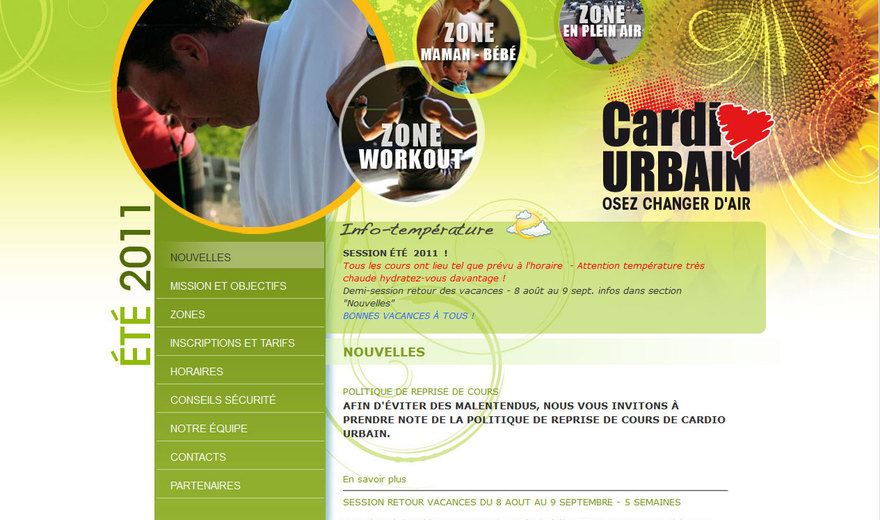 ZONE
MAMAN - BÉBÉ
ZONE
EN PLEIN AIR
ZONE
WORKOUT
Cardi
URBAIN
OSEZ CHANGER D'AIR
ÉTÉ 2011
NOUVELLES
MISSION ET OBJECTIFS
ZONES
INSCRIPTIONS ET TARIFS
HORAIRES
CONSEILS SÉCURITÉ
NOTRE ÉQUIPE
CONTACTS
PARTENAIRES
Info-température
SESSION ÉTÉ 2011 !
Tous les cours ont lieu tel que prévu à l'horaire - Attention température très
chaude hydratez-vous davantage !
Demi-session retour des vacances - 8 août au 9 sept. infos dans section
"Nouvelles"
BONNES VACANCES À TOUS !
NOUVELLES
POLITIQUE DE REPRISE DE COURS
AFIN D'ÉVITER DES MALENTENDUS, NOUS VOUS INVITONS À
PRENDRE NOTE DE LA POLITIQUE DE REPRISE DE COURS DE CARDIO
URBAIN.
En savoir plus
SESSION RETOUR VACANCES DU 8 AOUT AU 9 SEPTEMBRE - 5 SEMAINES